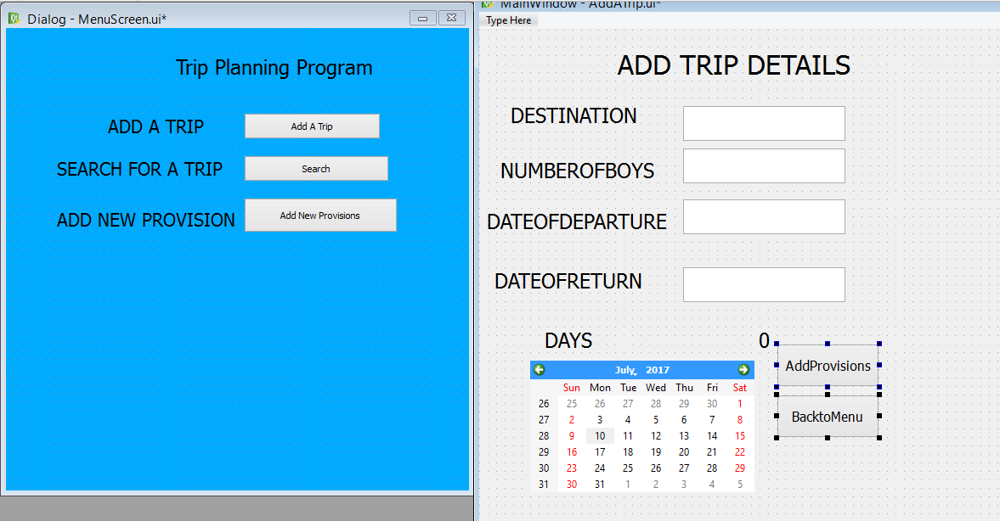 Dialog - MenuScreen.ui*
Trip Planning Program
ADD A TRIP Add A Trip
SEARCH FOR A TRIP Search
ADD NEW PROVISION Add New Provisions
MainWindow - AddATrip.ui*
Type Here
ADD TRIP DETAILS
DESTINATION
NUMBEROFBOYS
DATEOFDEPARTURE
DATEOFRETURN
DAYS 0
July, 2017
Sun Mon Tue Wed Thu Fri Sat
26 25 26 27 28 29 30 1
27 2 3 4 5 6 7 8
28 9 10 11 12 13 14 15
29 16 17 18 19 20 21 22
30 23 24 25 26 27 28 29
31 30 31 1 2 3 4 5
AddProvisions
BacktoMenu